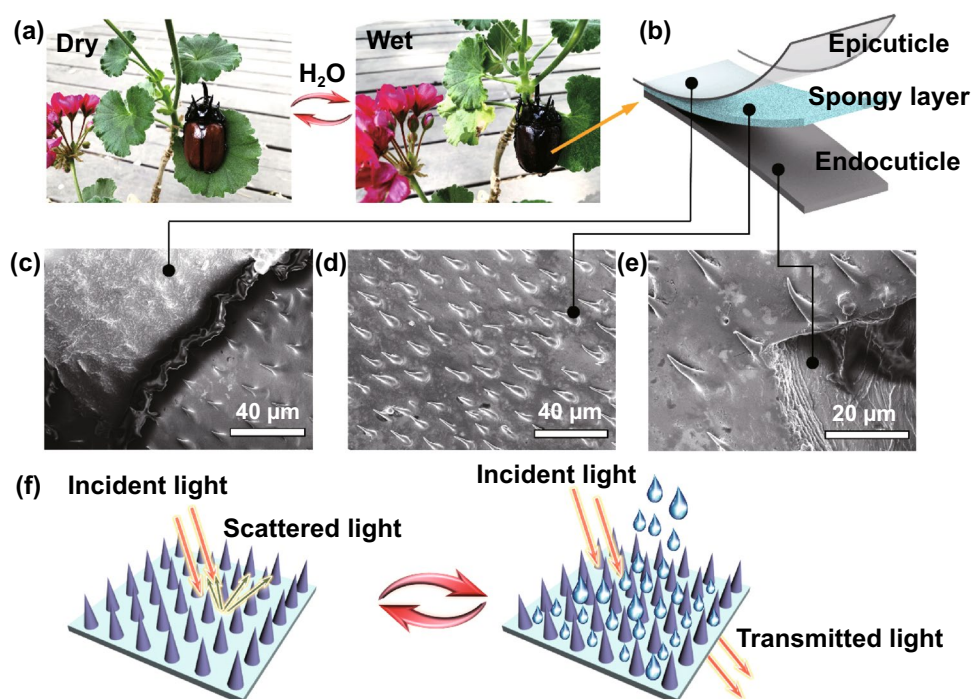 (a)
Dry
H₂O
Wet
(b)
Epicuticle
Spongy layer
Endocuticle
(c)
40 µm
(d)
40 µm
(e)
20 µm
(f)
Incident light
Scattered light
Incident light
Transmitted light